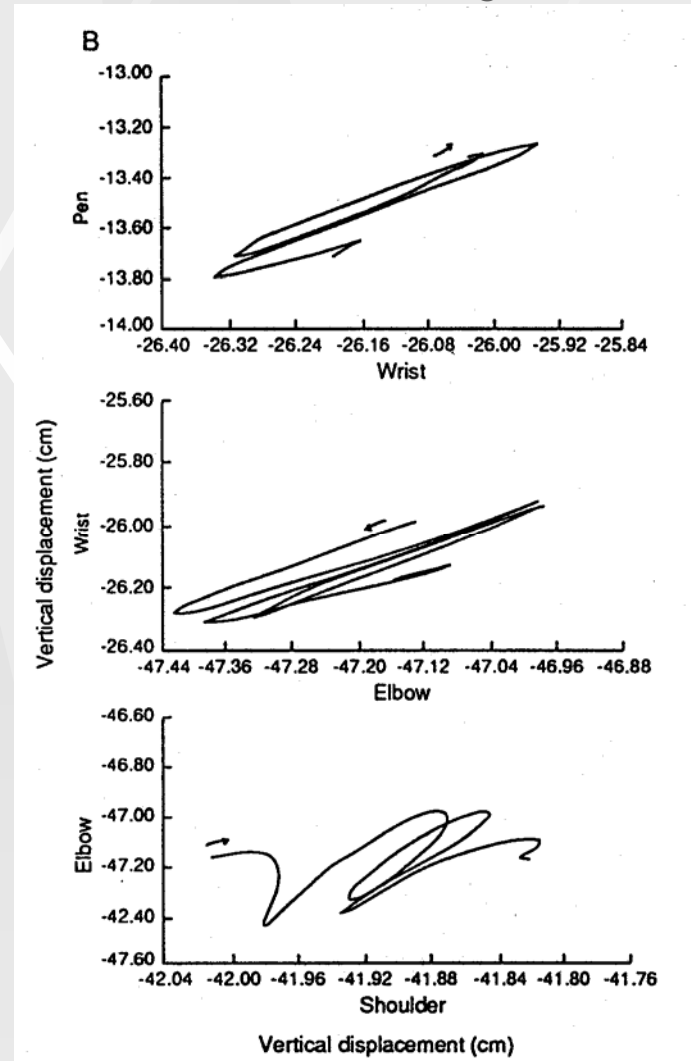 B
-13.00
-13.20
-13.40
-13.60
-13.80
-14.00
Pen
-26.40 -26.32 -26.24 -26.16 -26.08 -26.00 -25.92 -25.84
Wrist
Vertical displacement (cm)
-25.60
-25.80
-26.00
-26.20
-26.40
Wrist
-47.44 -47.36 -47.28 -47.20 -47.12 -47.04 -46.96 -46.88
Elbow
-46.60
-46.80
-47.00
-47.20
-42.40
-47.60
Elbow
-42.04 -42.00 -41.96 -41.92 -41.88 -41.84 -41.80 -41.76
Shoulder
Vertical displacement (cm)